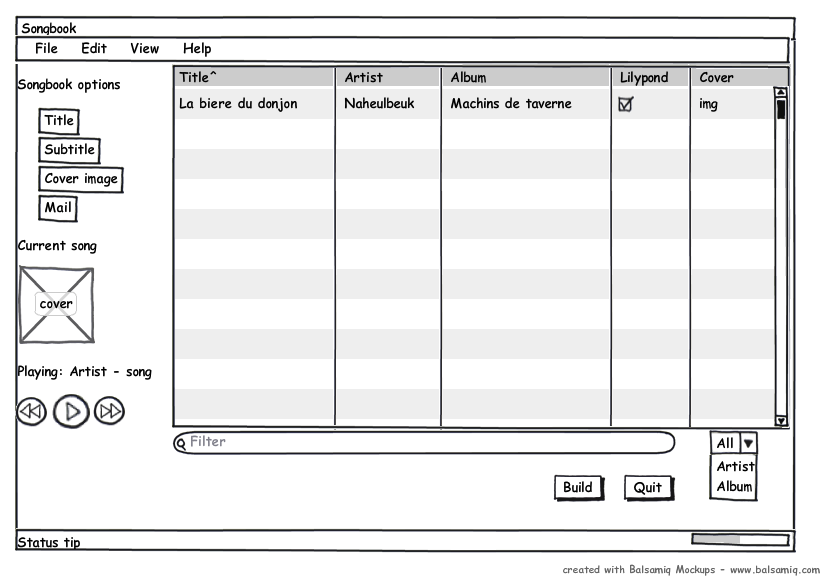 Songbook
File Edit View Help
Songbook options
Title
Subtitle
Cover image
Mail
Current song
cover
Playing: Artist - song
Title^ Artist Album Lilypond Cover
La biere du donjon Naheulbeuk Machins de taverne img
Filter
All
Artist
Album
Build Quit
Status tip
created with Balsamiq Mockups - www.balsamiq.com